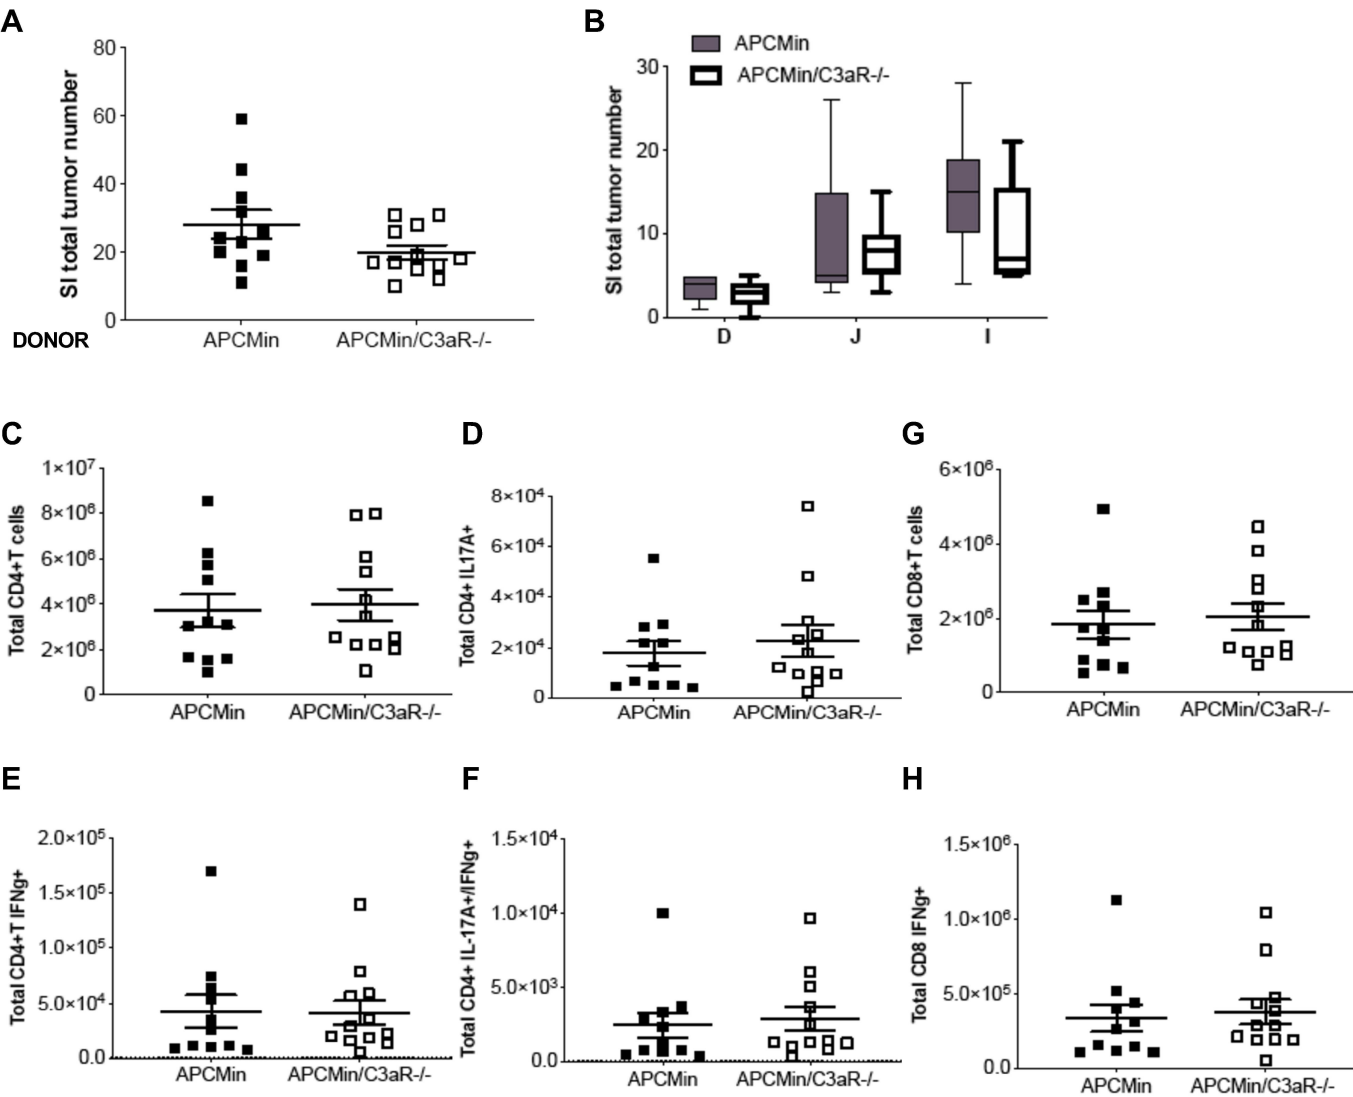 A
SI total tumor number
80
60
40
20
0
DONOR
APCMin
APCMin/C3aR-/-
B
APCMin
APCMin/C3aR-/-
SI total tumor number
30
20
10
0
D
J
I
C
Total CD4+T cells
1×10⁷
8×10⁶
6×10⁶
4×10⁶
2×10⁶
0
APCMin
APCMin/C3aR-/-
D
Total CD4+ IL17A+
8×10⁴
6×10⁴
4×10⁴
2×10⁴
0
APCMin
APCMin/C3aR-/-
G
Total CD8+T cells
6×10⁶
4×10⁶
2×10⁶
0
APCMin
APCMin/C3aR-/-
E
Total CD4+T IFNg+
2.0×10⁵
1.5×10⁵
1.0×10⁵
5.0×10⁴
0.0
APCMin
APCMin/C3aR-/-
F
Total CD4+ IL-17A+/IFNg+
1.5×10⁴
1.0×10⁴
5.0×10³
0.0
APCMin
APCMin/C3aR-/-
H
Total CD8 IFNg+
1.5×10⁶
1.0×10⁶
5.0×10⁵
0.0
APCMin
APCMin/C3aR-/-